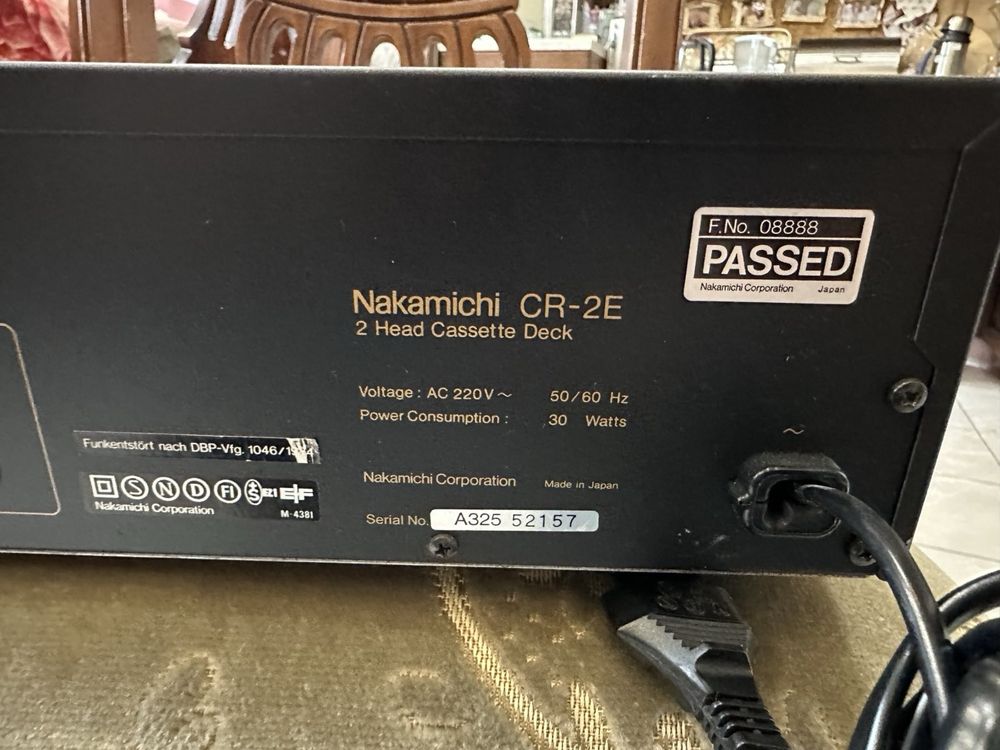 F.No. 08888
PASSED
Nakamichi Corporation Japan
Nakamichi CR-2E
2 Head Cassette Deck
Voltage : AC 220V ~ 50/60 Hz
Power Consumption : 30 Watts
~
Funkentstört nach DBP-Vfg. 1046/
S N D FI
Nakamichi Corporation
M-4381
Nakamichi Corporation Made in Japan
Serial No. A325 52157